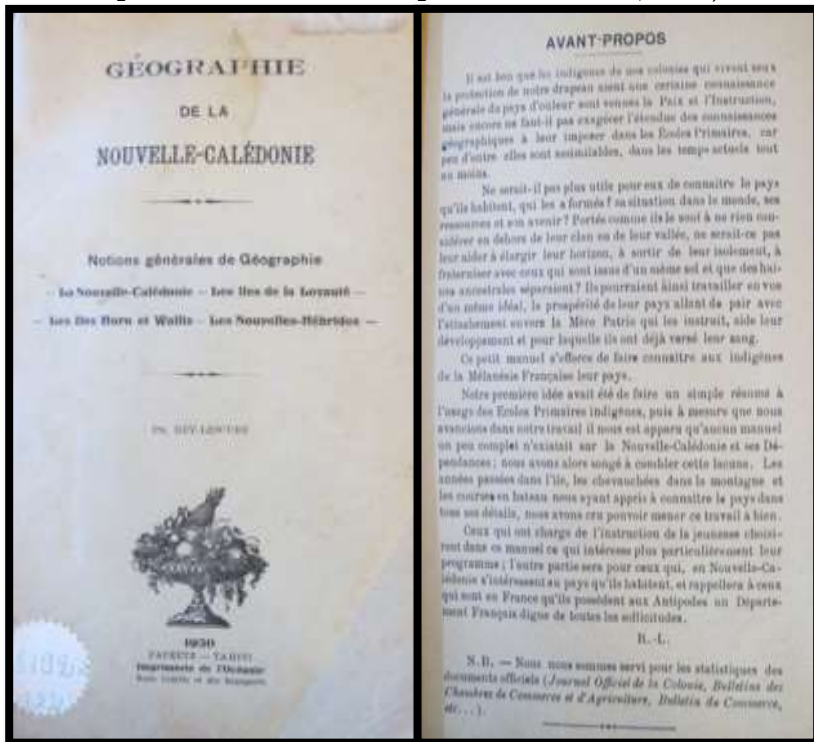 GÉOGRAPHIE
DE LA
NOUVELLE-CALÉDONIE
Notions générales de Géographie
— La Nouvelle-Calédonie — Les Iles de la Loyauté —
— Les Iles Horn et Wallis — Les Nouvelles-Hébrides —
1930
PAPEETE — TAHITI
Imprimerie de l'Océanie
AVANT-PROPOS
Il est bon que les indigènes de nos colonies qui vivent sous
la protection de notre drapeau aient une certaine connaissance
générale du pays d'où leur sont venues la Paix et l'Instruction,
mais encore ne faut-il pas exagérer l'étendue des connaissances
géographiques à leur imposer dans les Ecoles Primaires, car
peu d'entre elles sont assimilables, dans les temps actuels tout
au moins.
Ne serait-il pas plus utile pour eux de connaitre le pays
qu'ils habitent, qui les a formés ? sa situation dans le monde, ses
ressources et son avenir ? Portés comme ils le sont à ne rien con-
sidérer en dehors de leur clan ou de leur vallée, ne serait-ce pas
leur aider à élargir leur horizon, à sortir de leur isolement, à
fraterniser avec ceux qui sont issus d'un même sol et que des hai-
nes ancestrales séparaient ? Ils pourraient ainsi travailler en vue
d'un même idéal, la prospérité de leur pays allant de pair avec
l'attachement envers la Mère Patrie qui les instruit, aide leur
développement et pour laquelle ils ont déjà versé leur sang.
Ce petit manuel s'efforce de faire connaitre aux indigènes
de la Mélanésie Française leur pays.
Notre première idée avait été de faire un simple résumé à
l'usage des Ecoles Primaires indigènes, puis à mesure que nous
avancions dans notre travail il nous est apparu qu'aucun manuel
un peu complet n'existait sur la Nouvelle-Calédonie et ses Dé-
pendances ; nous avons alors songé à combler cette lacune. Les
années passées dans l'île, les chevauchées dans la montagne et
les courses en bateau nous ayant appris à connaitre le pays dans
tous ses détails, nous avons cru pouvoir mener ce travail à bien.
Ceux qui ont charge de l'instruction de la jeunesse choisi-
ront dans ce manuel ce qui intéresse plus particulièrement leur
programme ; l'autre partie sera pour ceux qui, en Nouvelle-Ca-
lédonie s'intéressent au pays qu'ils habitent, et rappellera à ceux
qui sont en France qu'ils possèdent aux Antipodes un Départe-
ment Français digne de toutes les sollicitudes.
R.-L.
N.B. — Nous nous sommes servi pour les statistiques des
documents officiels (Journal Officiel de la Colonie, Bulletins des
Chambres de Commerce et d'Agriculture, Bulletin du Commerce,
etc...).